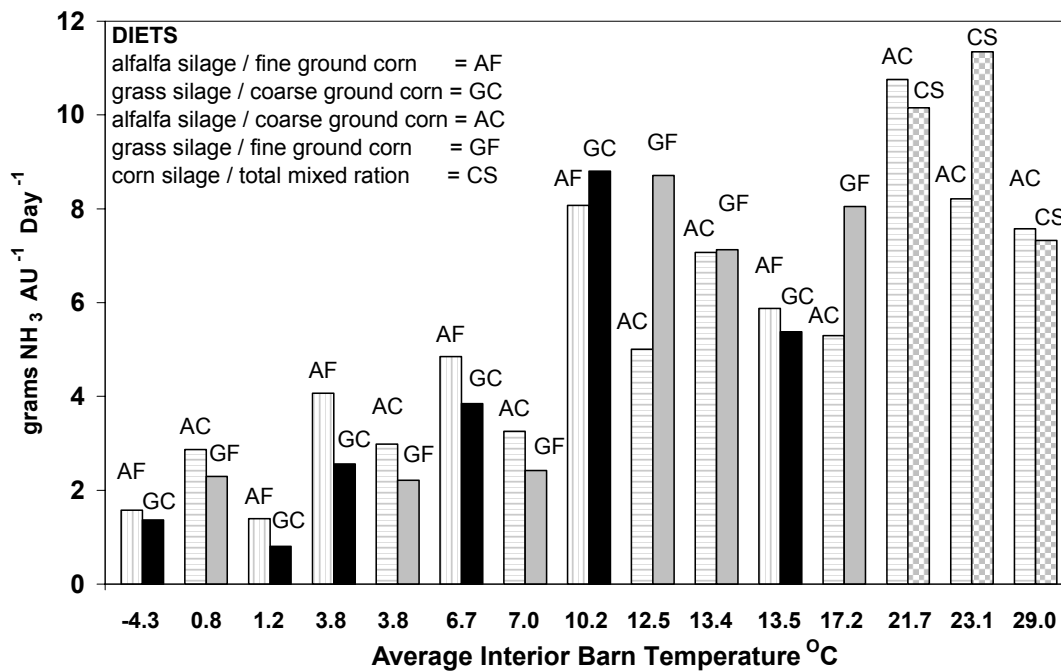 12
10
8
6
4
2
0
grams NH3 AU-1 Day-1
DIETS
alfalfa silage / fine ground corn = AF
grass silage / coarse ground corn = GC
alfalfa silage / coarse ground corn = AC
grass silage / fine ground corn = GF
corn silage / total mixed ration = CS
AF GC
AC GF
AF GC
AF GC
AC GF
AF GC
AC GF
AF GC
AC GF
AC GF
AF GC
AC GF
AC CS
AC CS
AC CS
-4.3 0.8 1.2 3.8 3.8 6.7 7.0 10.2 12.5 13.4 13.5 17.2 21.7 23.1 29.0
Average Interior Barn Temperature OC